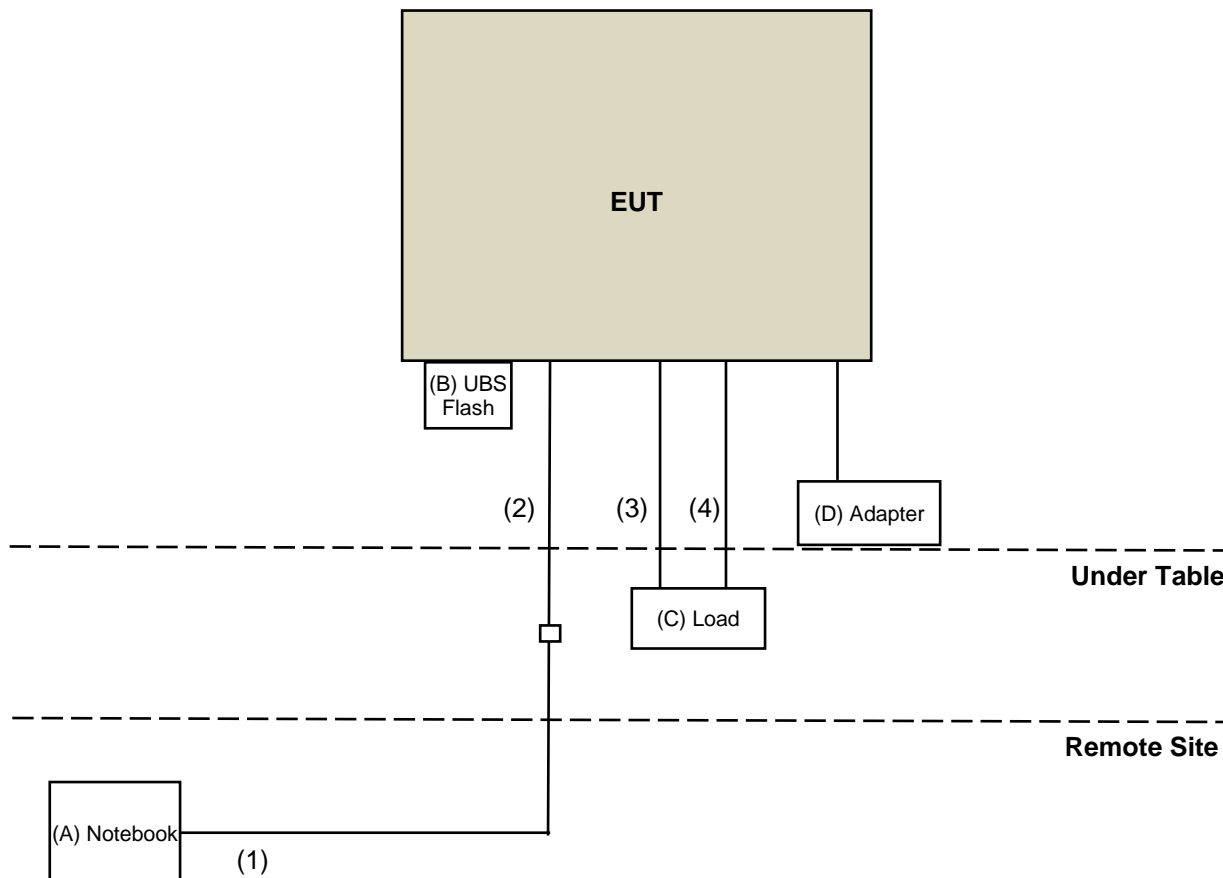 EUT
(B) UBS
Flash
(2)
(3)
(4)
(D) Adapter
Under Table
(C) Load
Remote Site
(A) Notebook
(1)